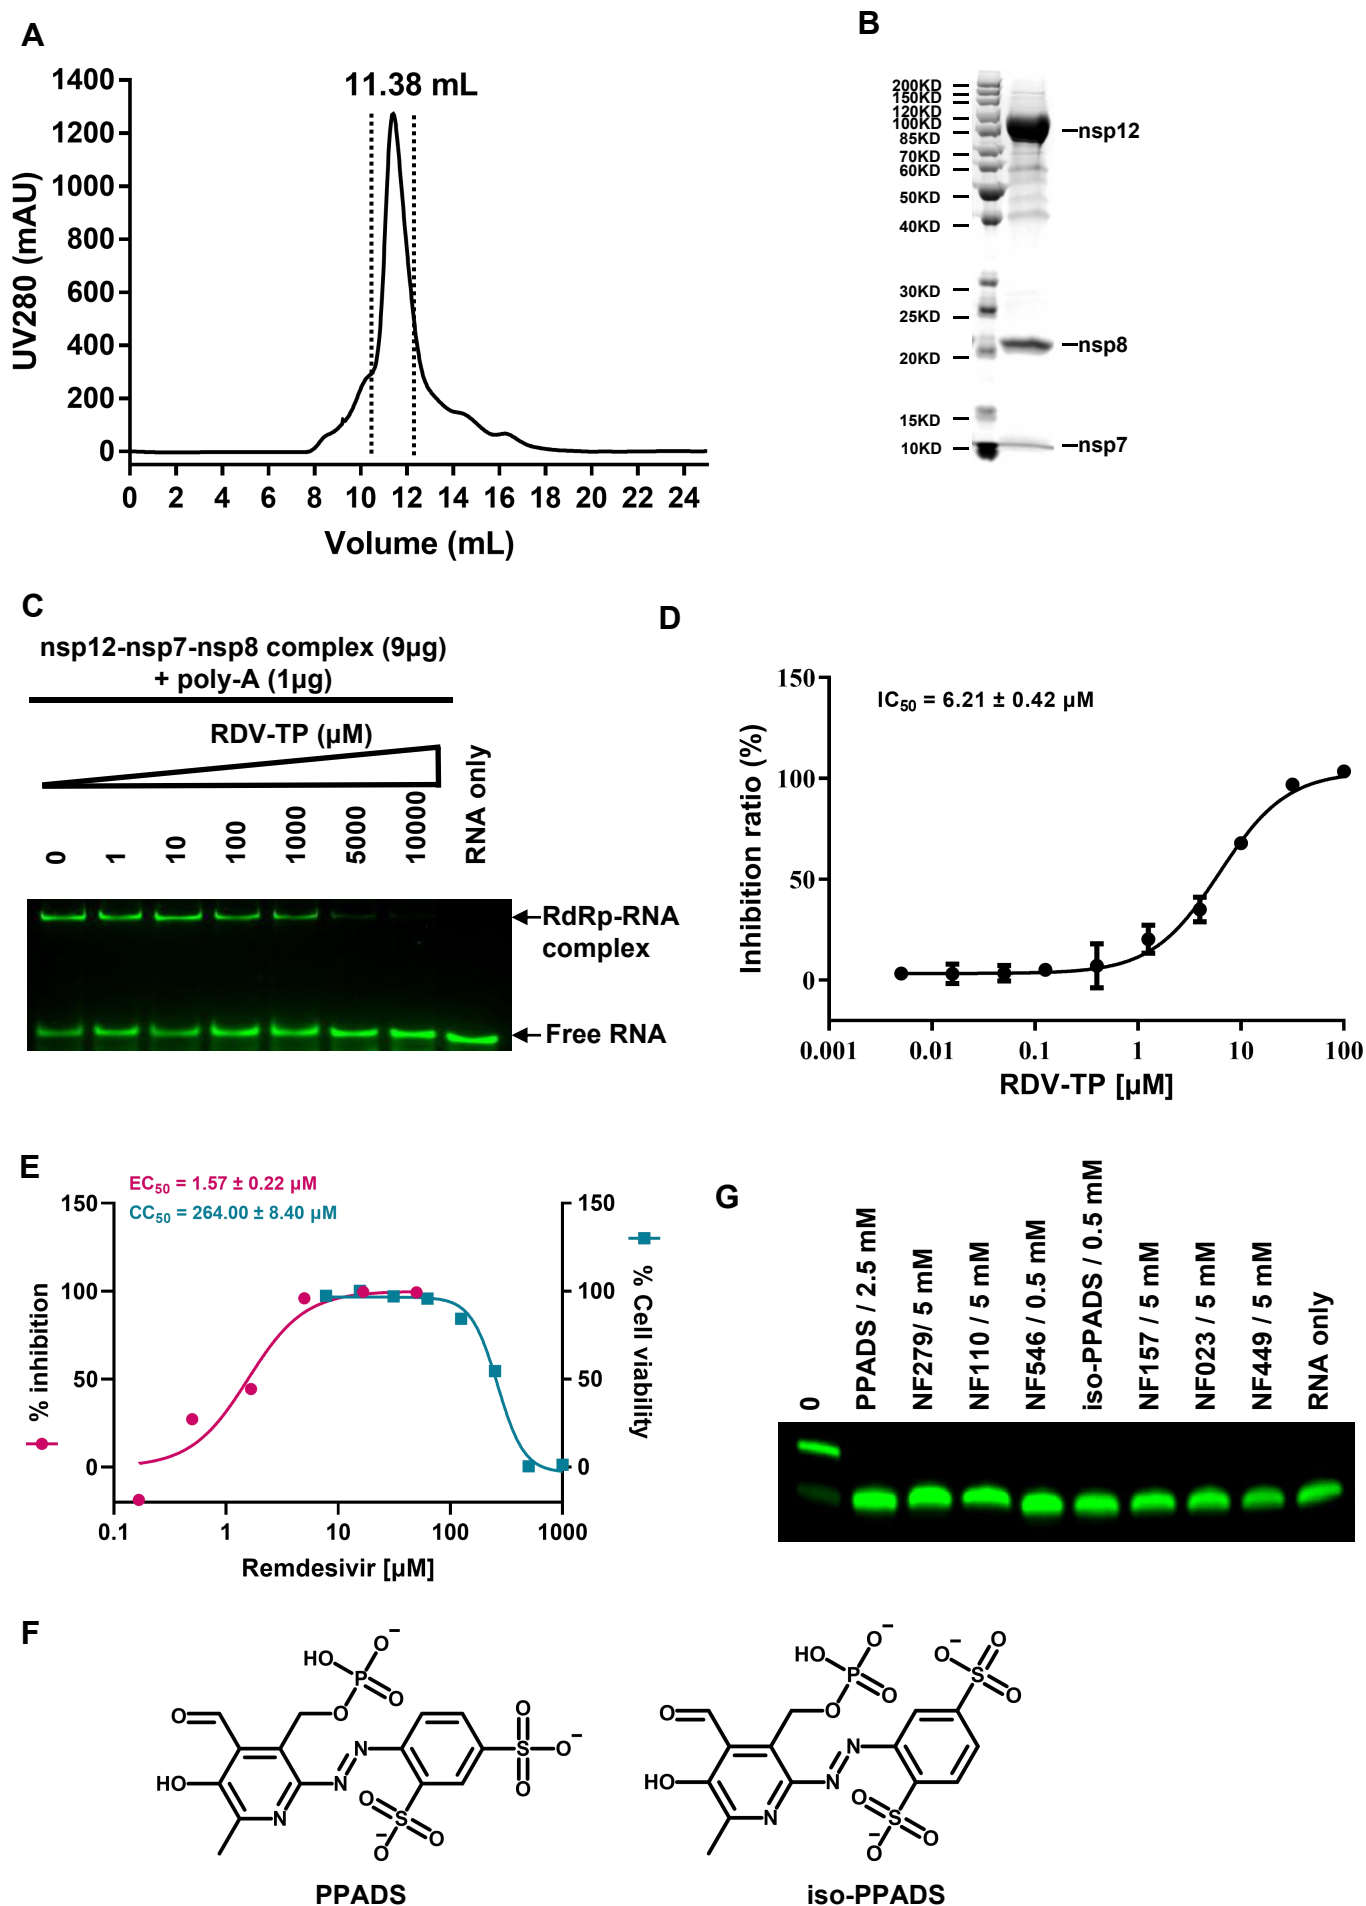 A
11.38 mL
1400
1200
1000
800
600
400
200
0
UV280 (mAU)
0 2 4 6 8 10 12 14 16 18 20 22 24
Volume (mL)
B
200KD
150KD
120KD
100KD
85KD
70KD
60KD
50KD
40KD
30KD
25KD
20KD
15KD
10KD
nsp12
nsp8
nsp7
C
nsp12-nsp7-nsp8 complex (9μg)
+ poly-A (1μg)
RDV-TP (μM)
0 1 10 100 1000 5000 10000 RNA only
RdRp-RNA
complex
Free RNA
D
IC50 = 6.21 ± 0.42 μM
150
100
50
0
Inhibition ratio (%)
0.001 0.01 0.1 1 10 100
RDV-TP [μM]
E
EC50 = 1.57 ± 0.22 μM
CC50 = 264.00 ± 8.40 μM
150
100
50
0
% inhibition
150
100
50
0
% Cell viability
0.1 1 10 100 1000
Remdesivir [μM]
G
0
PPADS / 2.5 mM
NF279/ 5 mM
NF110 / 5 mM
NF546 / 0.5 mM
iso-PPADS / 0.5 mM
NF157 / 5 mM
NF023 / 5 mM
NF449 / 5 mM
RNA only
F
O−
HO
P
O
O
O
N
N
HO
N
O
S
O−
O
O
S
O
−O
PPADS
O−
HO
P
O
O
O
N
N
HO
N
−O
O
S
O
O
S
O
−O
iso-PPADS